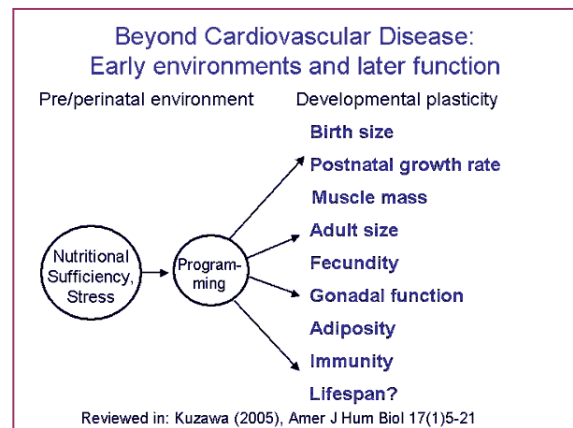 Beyond Cardiovascular Disease:
Early environments and later function
Pre/perinatal environment
Developmental plasticity
Nutritional
Sufficiency,
Stress
Program-
ming
Birth size
Postnatal growth rate
Muscle mass
Adult size
Fecundity
Gonadal function
Adiposity
Immunity
Lifespan?
Reviewed in: Kuzawa (2005), Amer J Hum Biol 17(1)5-21